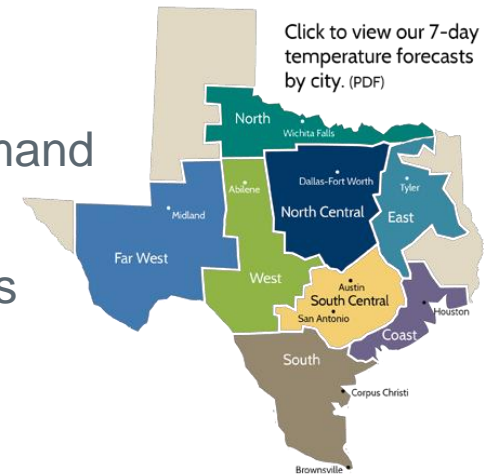 Click to view our 7-day
temperature forecasts
by city. (PDF)
North
Wichita Falls
Abilene
Dallas-Fort Worth
Tyler
Midland
North Central
East
Far West
West
Austin
South Central
San Antonio
Houston
Coast
South
Corpus Christi
Brownsville